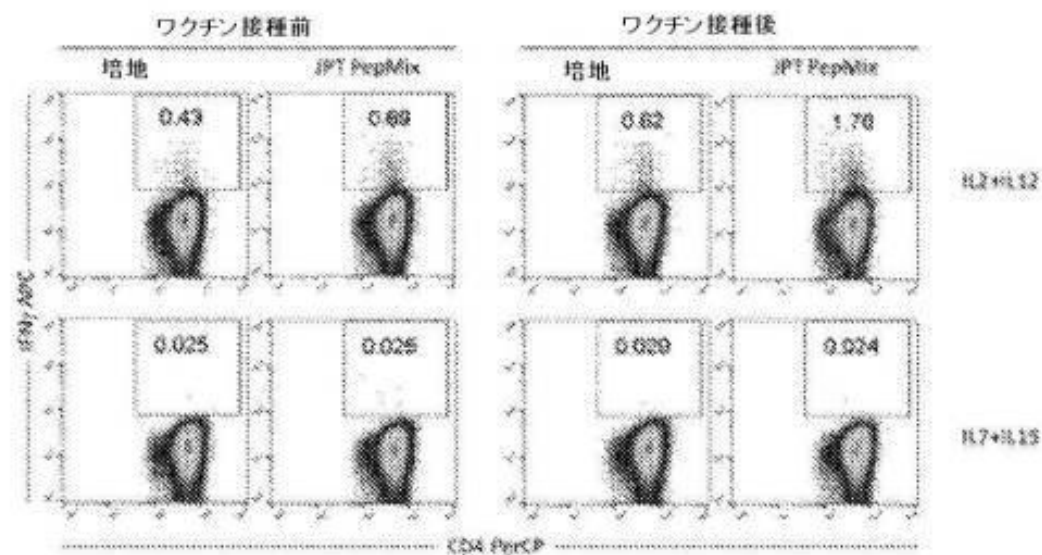 ワクチン接種前 ワクチン接種後
培地 JPT PepMix 培地 JPT PepMix
0.43 0.69 0.62 1.76
IL2+IL12
IFNγ APC
0.025 0.026 0.020 0.024
IL7+IL15
CD4 PerCP